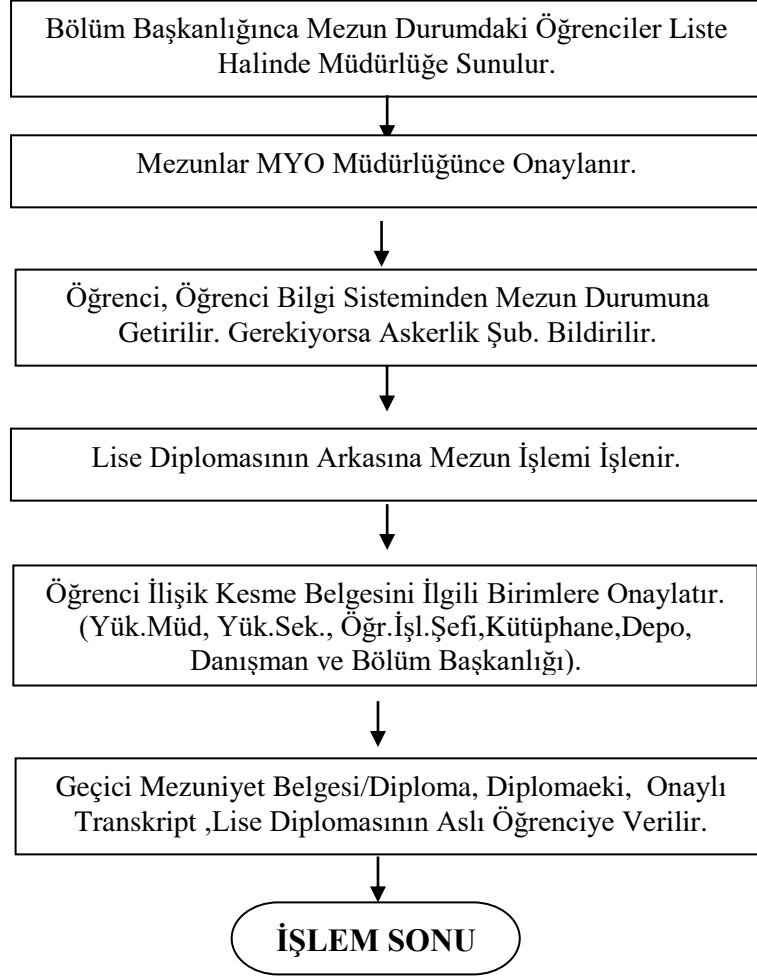 Bölüm Başkanlığınca Mezun Durumdaki Öğrenciler Liste
Halinde Müdürlüğe Sunulur.
Mezunlar MYO Müdürlüğünce Onaylanır.
Öğrenci, Öğrenci Bilgi Sisteminden Mezun Durumuna
Getirilir. Gerekiyorsa Askerlik Şub. Bildirilir.
Lise Diplomasının Arkasına Mezun İşlemi İşlenir.
Öğrenci İlişik Kesme Belgesini İlgili Birimlere Onaylatır.
(Yük.Müd, Yük.Sek., Öğr.İşl.Şefi,Kütüphane,Depo,
Danışman ve Bölüm Başkanlığı).
Geçici Mezuniyet Belgesi/Diploma, Diplomaeki, Onaylı
Transkript ,Lise Diplomasının Aslı Öğrenciye Verilir.
İŞLEM SONU